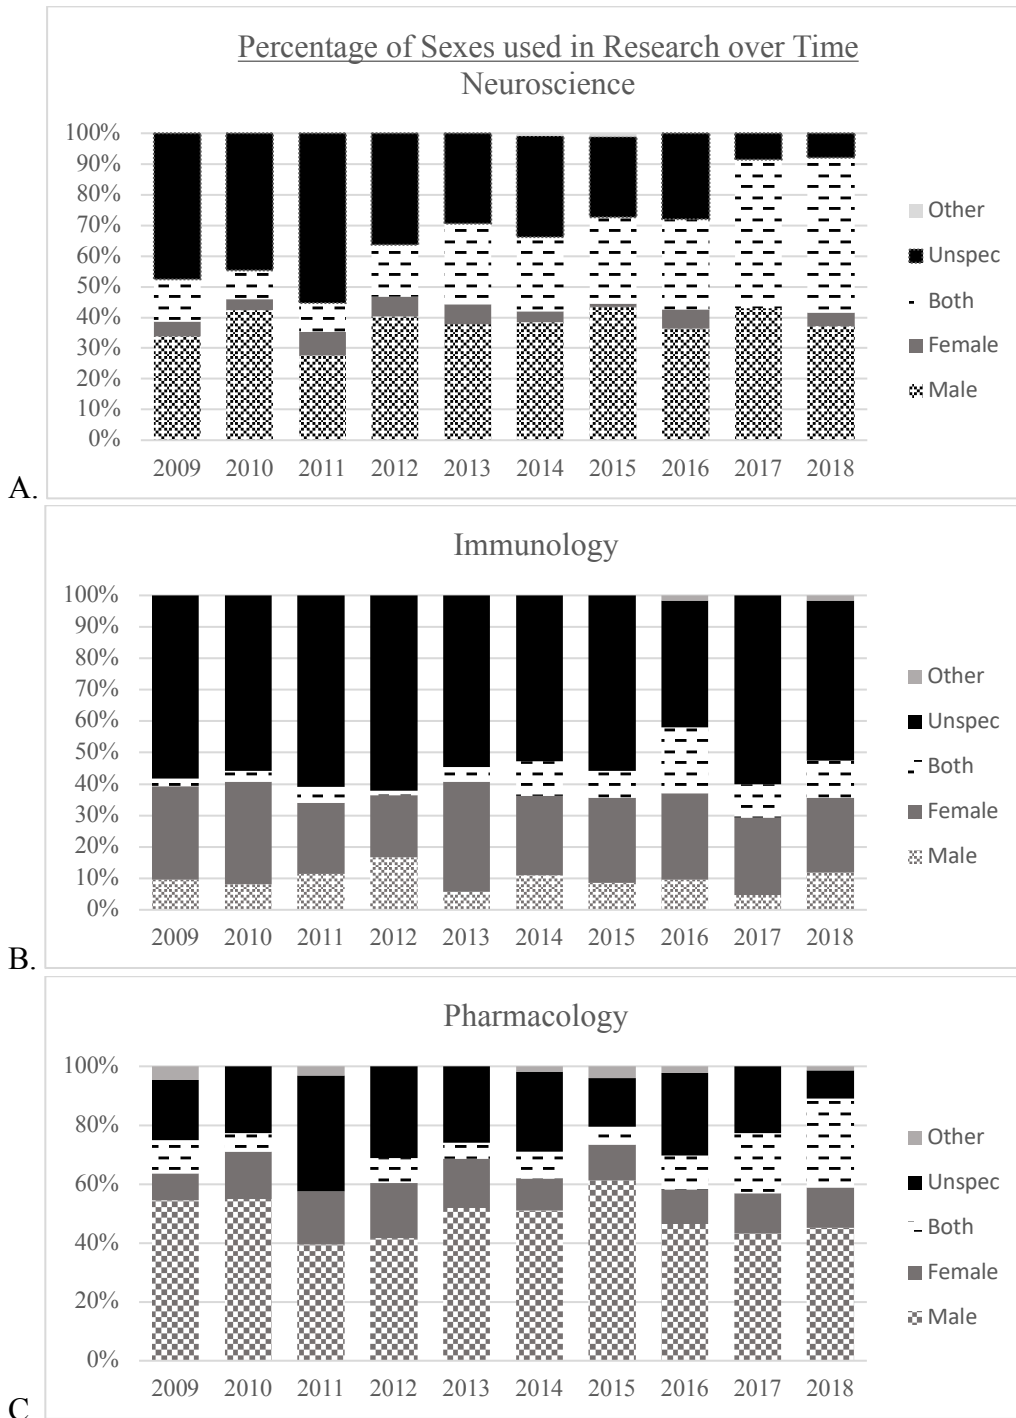 Percentage of Sexes used in Research over Time
Neuroscience
100%
90%
80%
70%
60%
50%
40%
30%
20%
10%
0%
2009 2010 2011 2012 2013 2014 2015 2016 2017 2018
Other
Unspec
Both
Female
Male
A.
Immunology
100%
90%
80%
70%
60%
50%
40%
30%
20%
10%
0%
2009 2010 2011 2012 2013 2014 2015 2016 2017 2018
Other
Unspec
Both
Female
Male
B.
Pharmacology
100%
80%
60%
40%
20%
0%
2009 2010 2011 2012 2013 2014 2015 2016 2017 2018
Other
Unspec
Both
Female
Male
C